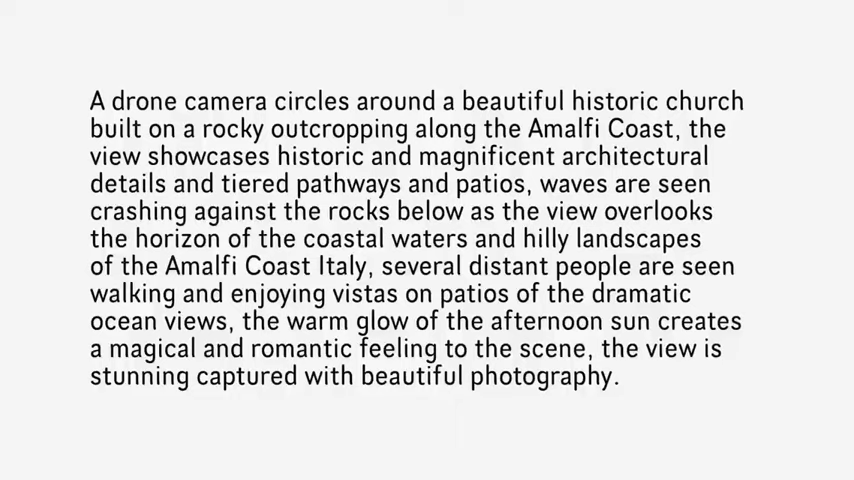 A drone camera circles around a beautiful historic church
built on a rocky outcropping along the Amalfi Coast, the
view showcases historic and magnificent architectural
details and tiered pathways and patios, waves are seen
crashing against the rocks below as the view overlooks
the horizon of the coastal waters and hilly landscapes
of the Amalfi Coast Italy, several distant people are seen
walking and enjoying vistas on patios of the dramatic
ocean views, the warm glow of the afternoon sun creates
a magical and romantic feeling to the scene, the view is
stunning captured with beautiful photography.